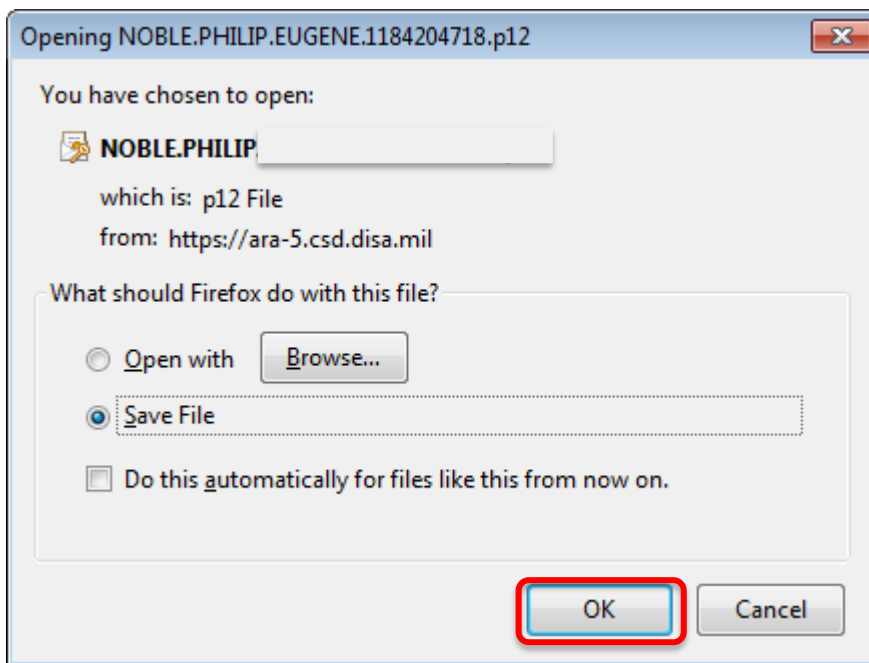 Opening NOBLE.PHILIP.EUGENE.1184204718.p12
You have chosen to open:
NOBLE.PHILIP.
which is: p12 File
from: https://ara-5.csd.disa.mil
What should Firefox do with this file?
Open with Browse...
Save File
Do this automatically for files like this from now on.
OK Cancel